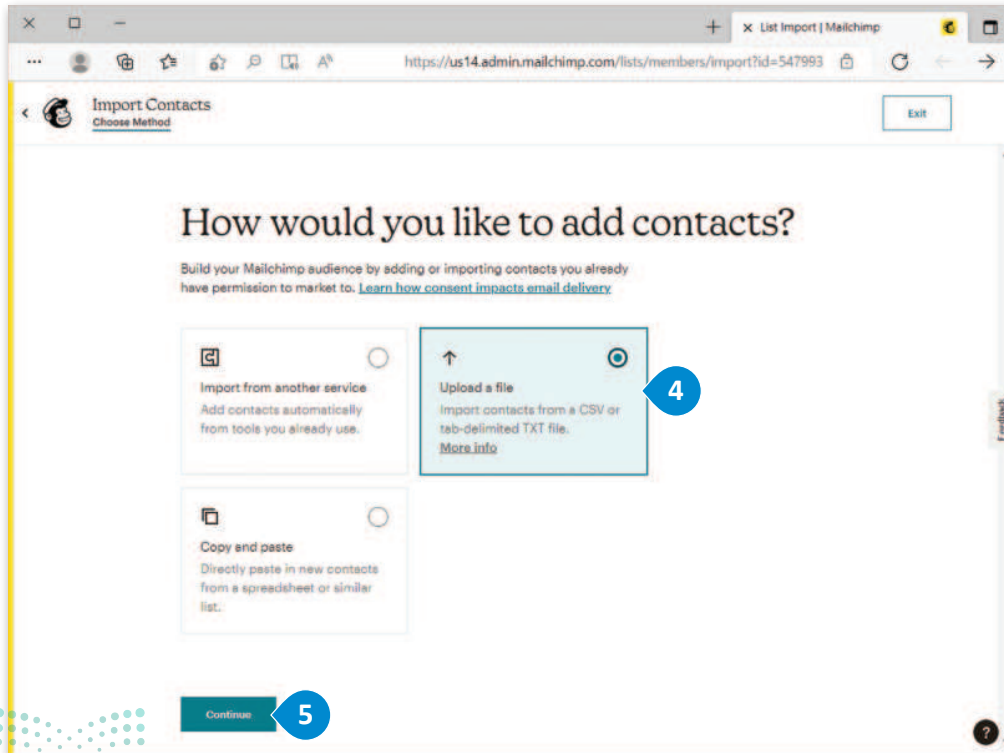 List Import | Mailchimp
https://us14.admin.mailchimp.com/lists/members/import?id=547993
Import Contacts
Choose Method
Exit
How would you like to add contacts?
Build your Mailchimp audience by adding or importing contacts you already
have permission to market to. Learn how consent impacts email delivery
Import from another service
Add contacts automatically
from tools you already use.
Upload a file
Import contacts from a CSV or
tab-delimited TXT file.
More info
4
Copy and paste
Directly paste in new contacts
from a spreadsheet or similar
list.
Feedback
Continue
5
?